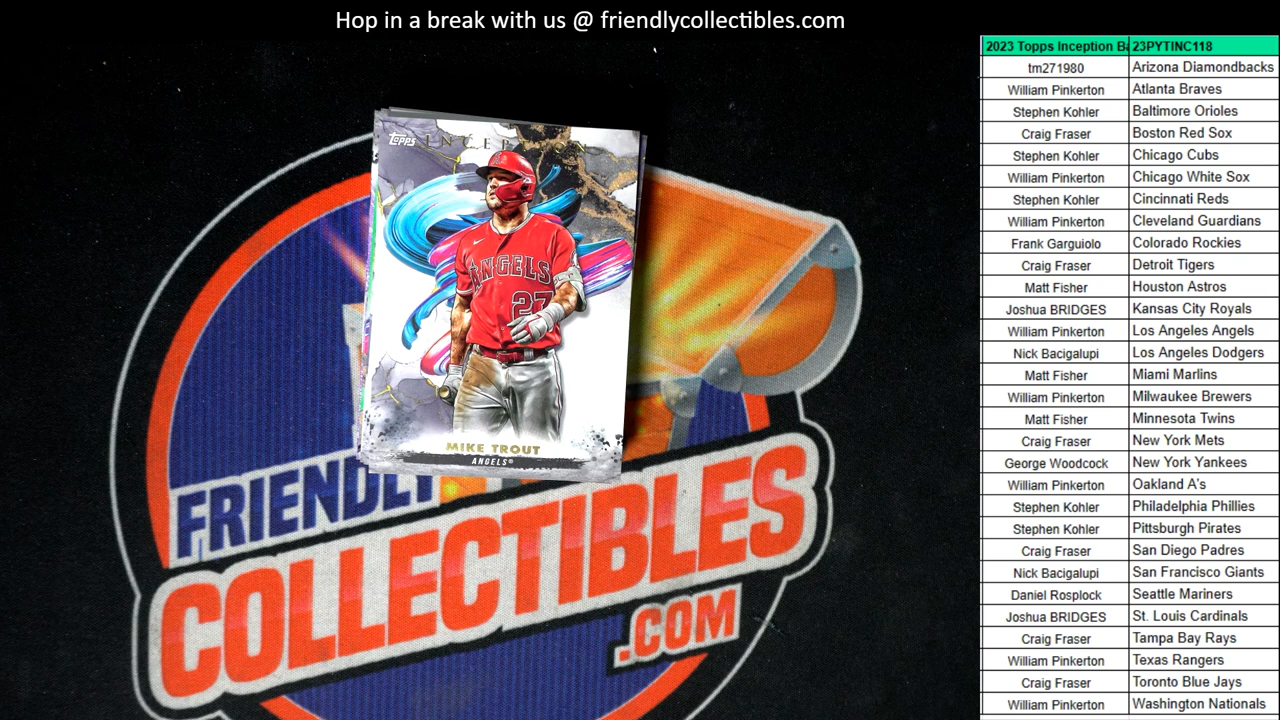 Hop in a break with us @ friendlycollectibles.com
2023 Topps Inception Ba 23PYTINC118
tm271980 Arizona Diamondbacks
William Pinkerton Atlanta Braves
Stephen Kohler Baltimore Orioles
Craig Fraser Boston Red Sox
Stephen Kohler Chicago Cubs
William Pinkerton Chicago White Sox
Stephen Kohler Cincinnati Reds
William Pinkerton Cleveland Guardians
Frank Garguiolo Colorado Rockies
Craig Fraser Detroit Tigers
Matt Fisher Houston Astros
Joshua BRIDGES Kansas City Royals
William Pinkerton Los Angeles Angels
Nick Bacigalupi Los Angeles Dodgers
Matt Fisher Miami Marlins
William Pinkerton Milwaukee Brewers
Matt Fisher Minnesota Twins
Craig Fraser New York Mets
George Woodcock New York Yankees
William Pinkerton Oakland A's
Stephen Kohler Philadelphia Phillies
Stephen Kohler Pittsburgh Pirates
Craig Fraser San Diego Padres
Nick Bacigalupi San Francisco Giants
Daniel Rosplock Seattle Mariners
Joshua BRIDGES St. Louis Cardinals
Craig Fraser Tampa Bay Rays
William Pinkerton Texas Rangers
Craig Fraser Toronto Blue Jays
William Pinkerton Washington Nationals
TOPPS INCEPTION
ANGELS
27
MIKE TROUT
ANGELS®
FRIENDLY
COLLECTIBLES
.COM